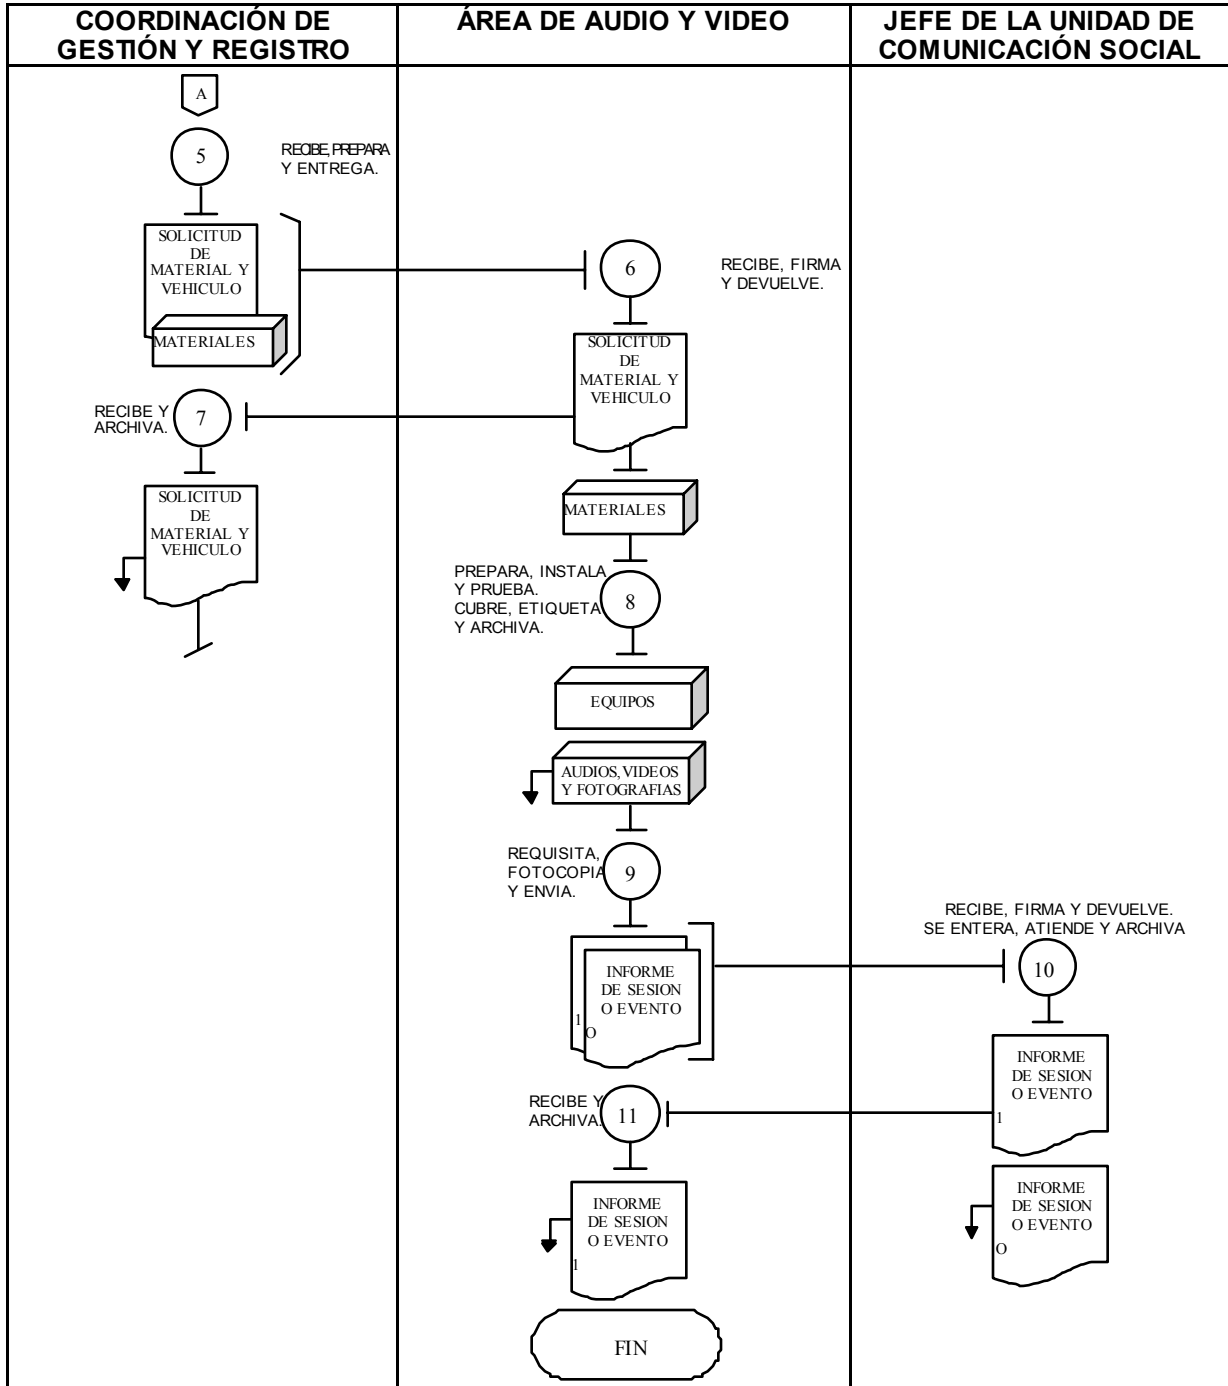 COORDINACIÓN DE
GESTIÓN Y REGISTRO
ÁREA DE AUDIO Y VIDEO
JEFE DE LA UNIDAD DE
COMUNICACIÓN SOCIAL
A
5
RECIBE, PREPARA
Y ENTREGA.
SOLICITUD
DE
MATERIAL Y
VEHICULO
MATERIALES
6
RECIBE, FIRMA
Y DEVUELVE.
SOLICITUD
DE
MATERIAL Y
VEHICULO
RECIBE Y
ARCHIVA.
7
SOLICITUD
DE
MATERIAL Y
VEHICULO
MATERIALES
PREPARA, INSTALA
Y PRUEBA.
CUBRE, ETIQUETA
Y ARCHIVA.
8
EQUIPOS
AUDIOS, VIDEOS
Y FOTOGRAFIAS
REQUISITA,
FOTOCOPIA
Y ENVIA.
9
INFORME
DE SESION
O EVENTO
1
O
RECIBE, FIRMA Y DEVUELVE.
SE ENTERA, ATIENDE Y ARCHIVA
10
INFORME
DE SESION
O EVENTO
1
RECIBE Y
ARCHIVA.
11
INFORME
DE SESION
O EVENTO
1
INFORME
DE SESION
O EVENTO
O
FIN